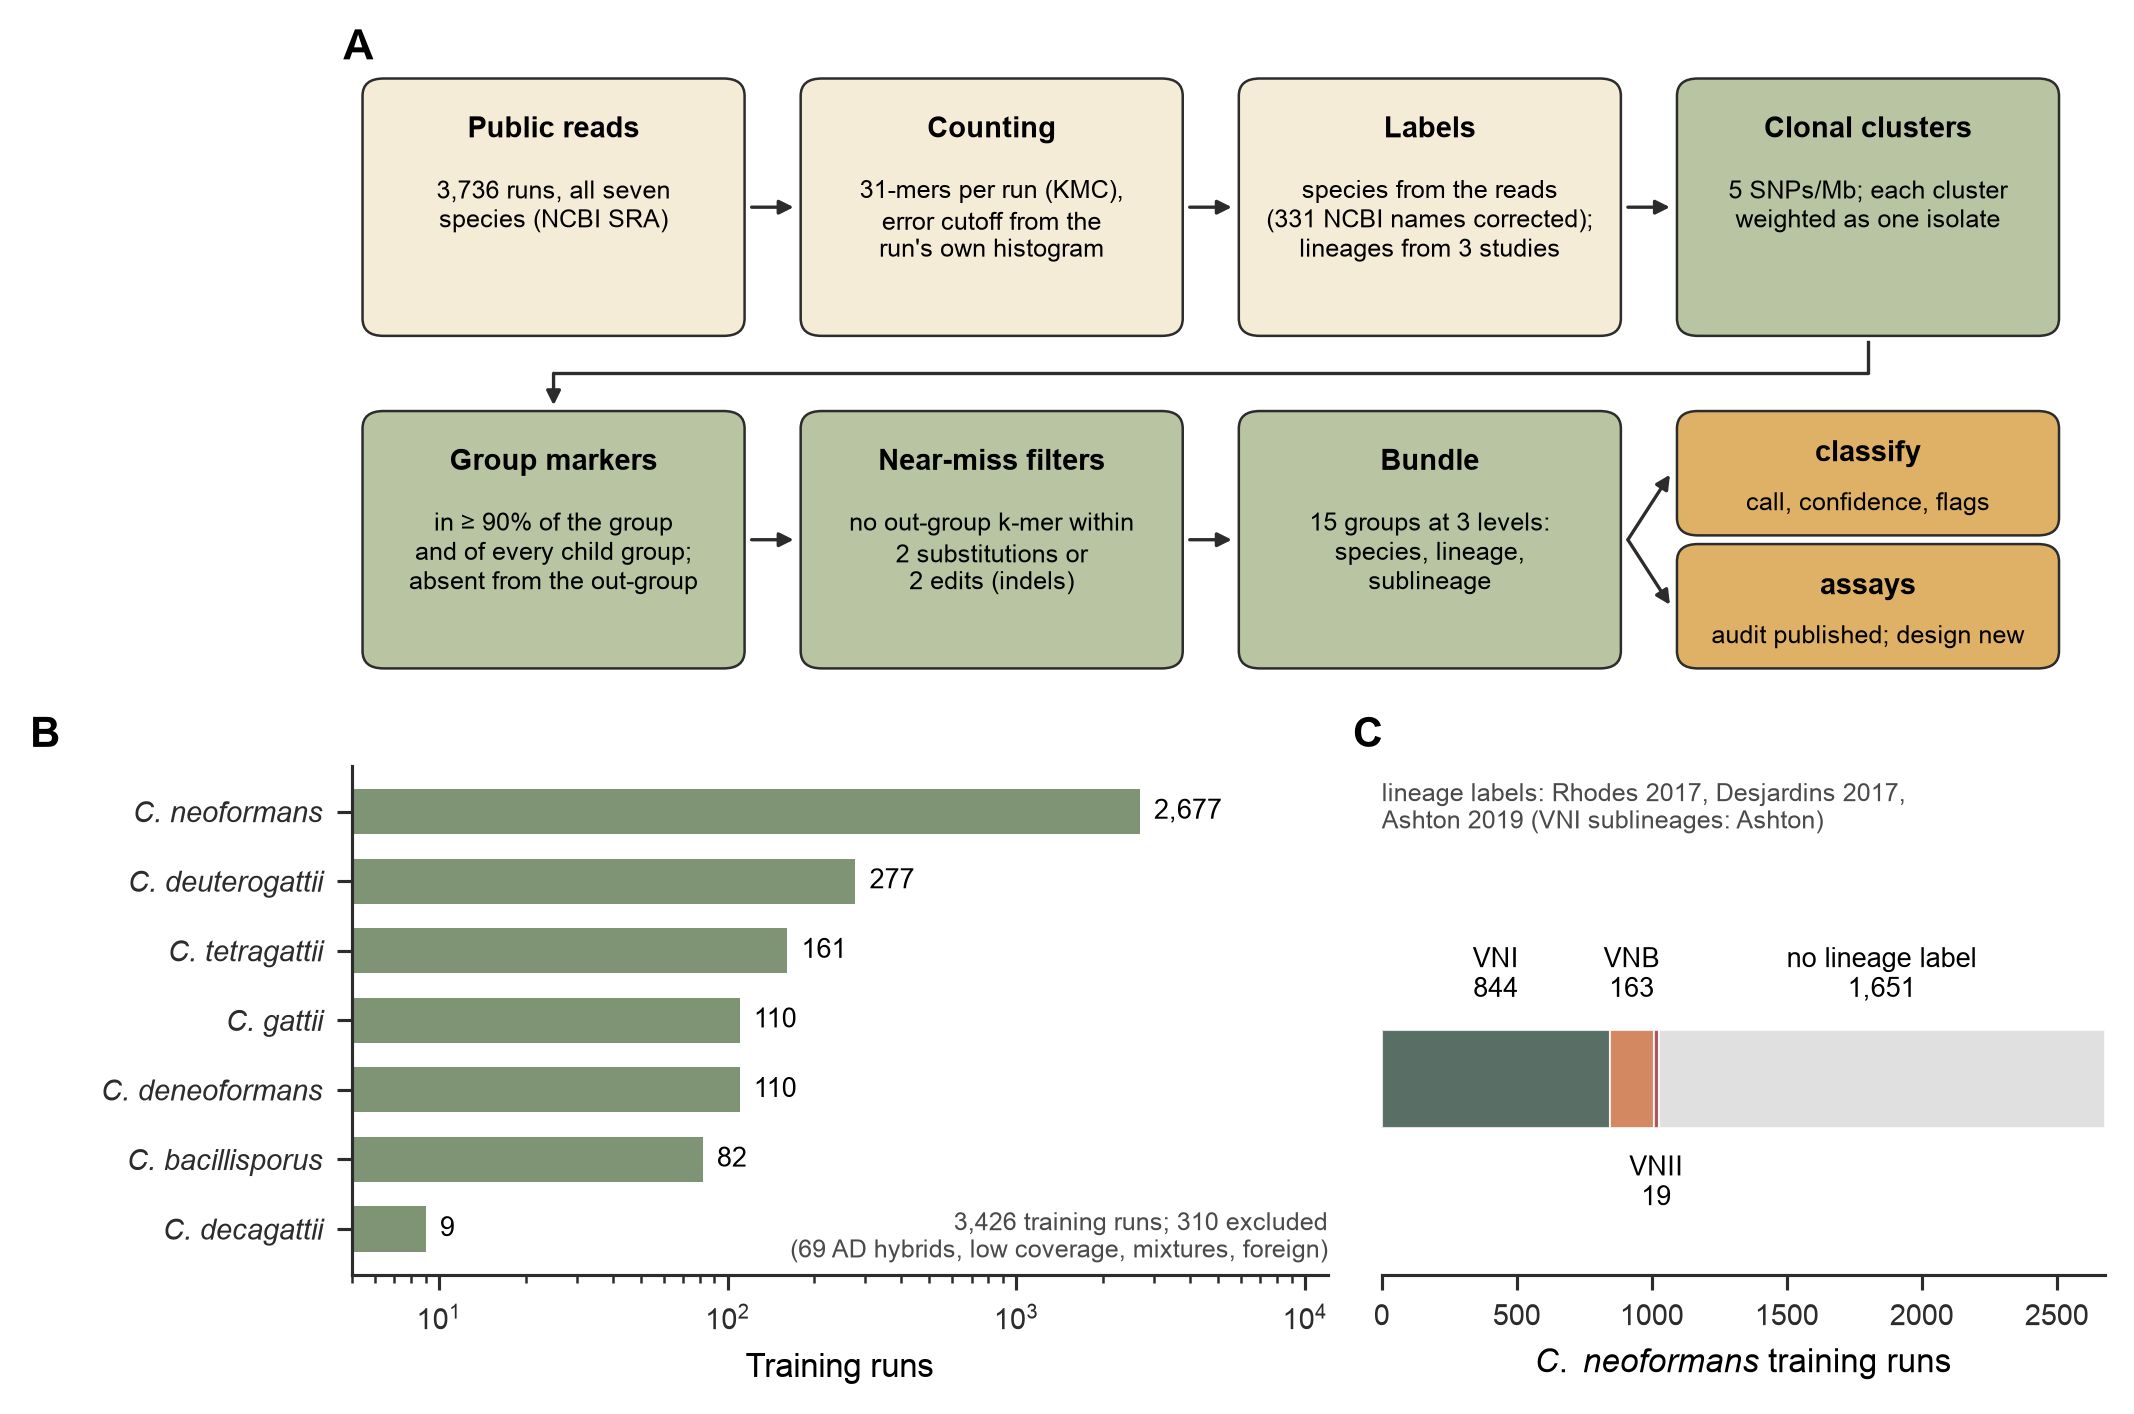 A
Public reads
3,736 runs, all seven
species (NCBI SRA)
Counting
31-mers per run (KMC),
error cutoff from the
run's own histogram
Labels
species from the reads
(331 NCBI names corrected);
lineages from 3 studies
Clonal clusters
5 SNPs/Mb; each cluster
weighted as one isolate
Group markers
in ≥ 90% of the group
and of every child group;
absent from the out-group
Near-miss filters
no out-group k-mer within
2 substitutions or
2 edits (indels)
Bundle
15 groups at 3 levels:
species, lineage,
sublineage
classify
call, confidence, flags
assays
audit published; design new
B
C. neoformans
2,677
C. deuterogattii
277
C. tetragattii
161
C. gattii
110
C. deneoformans
110
C. bacillisporus
82
C. decagattii
9
3,426 training runs; 310 excluded
(69 AD hybrids, low coverage, mixtures, foreign)
10¹ 10² 10³ 10⁴
Training runs
C
lineage labels: Rhodes 2017, Desjardins 2017,
Ashton 2019 (VNI sublineages: Ashton)
VNI
844
VNB
163
no lineage label
1,651
VNII
19
0 500 1000 1500 2000 2500
C. neoformans training runs